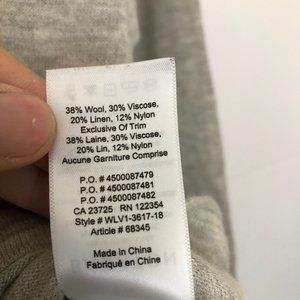 38% Wool, 30% Viscose,
20% Linen, 12% Nylon
Exclusive Of Trim
38% Laine, 30% Viscose,
20% Lin, 12% Nylon
Aucune Garniture Comprise
P.O. # 4500087479
P.O. # 4500087481
P.O. # 4500087482
CA 23725 RN 122354
Style # WLV1-3617-18
Article # 68345
Made in China
Fabriqué en Chine